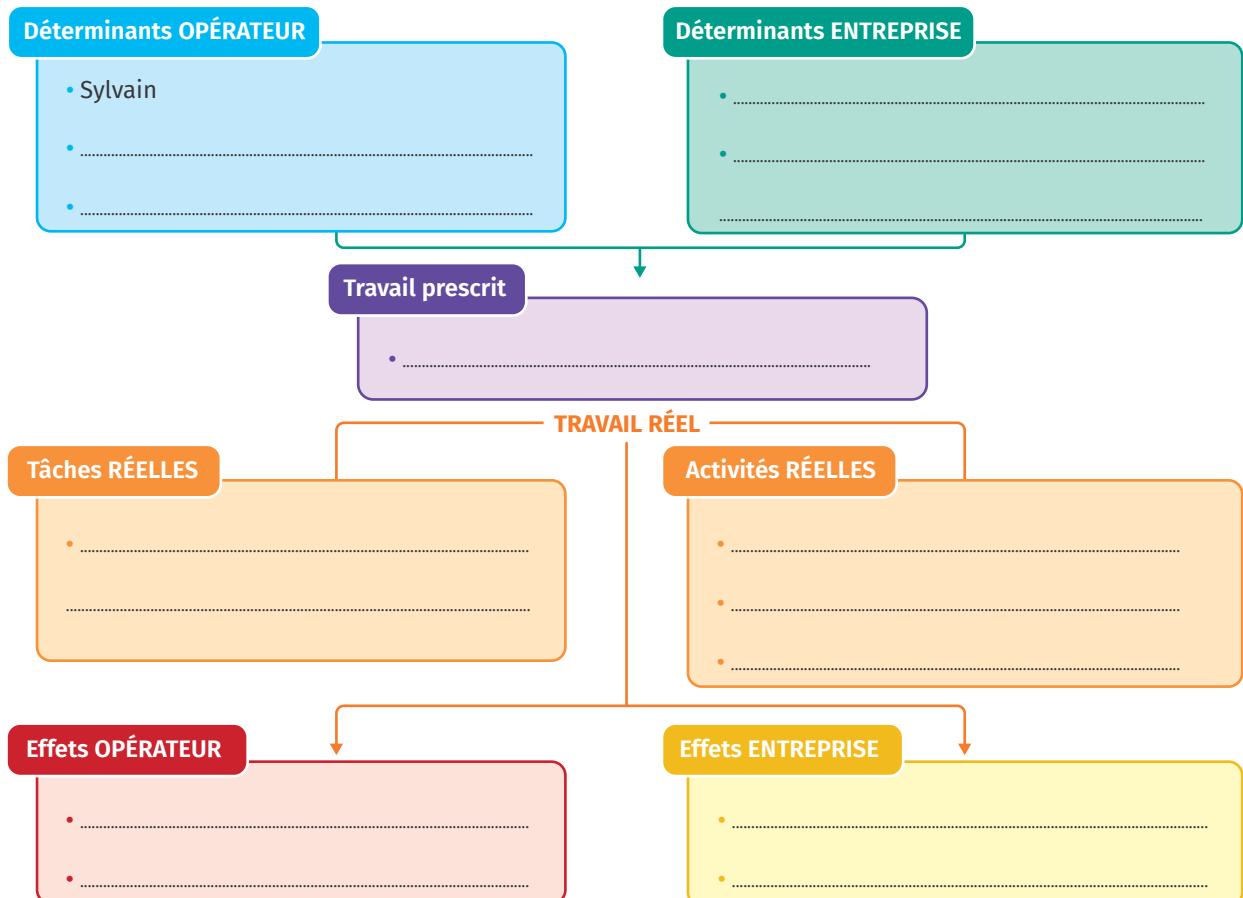 Déterminants OPÉRATEUR
• Sylvain
•
•
Déterminants ENTREPRISE
•
•
Travail prescrit
•
TRAVAIL RÉEL
Tâches RÉELLES
•
Activités RÉELLES
•
•
•
Effets OPÉRATEUR
•
•
Effets ENTREPRISE
•
•